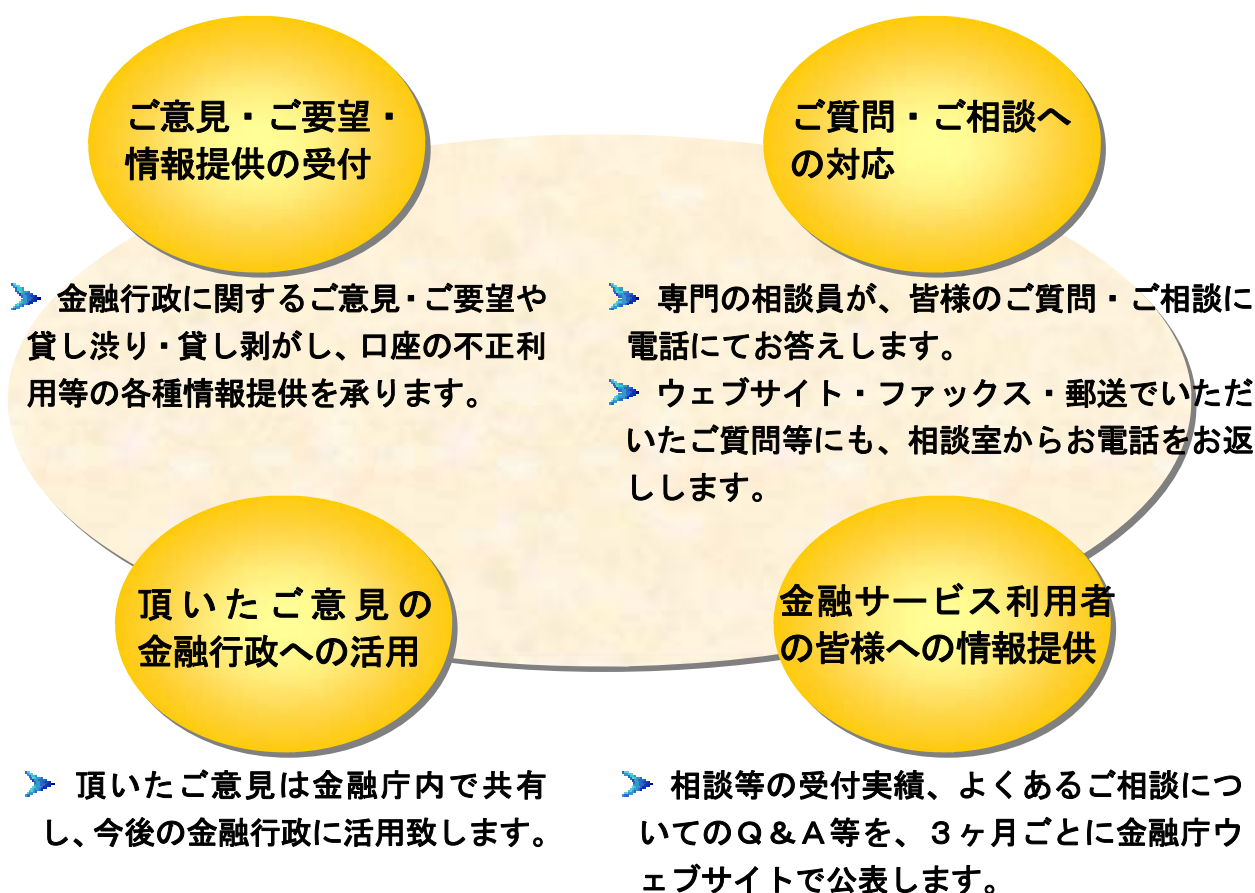 ご意見・ご要望・
情報提供の受付
金融行政に関するご意見・ご要望や
貸し渋り・貸し剥がし、口座の不正利
用等の各種情報提供を承ります。
ご質問・ご相談へ
の対応
専門の相談員が、皆様のご質問・ご相談に
電話にてお答えします。
ウェブサイト・ファックス・郵送でいただ
いたご質問等にも、相談室からお電話をお返
しします。
頂いたご意見の
金融行政への活用
頂いたご意見は金融庁内で共有
し、今後の金融行政に活用致します。
金融サービス利用者
の皆様への情報提供
相談等の受付実績、よくあるご相談につ
いてのQ＆A等を、３ヶ月ごとに金融庁ウ
ェブサイトで公表します。